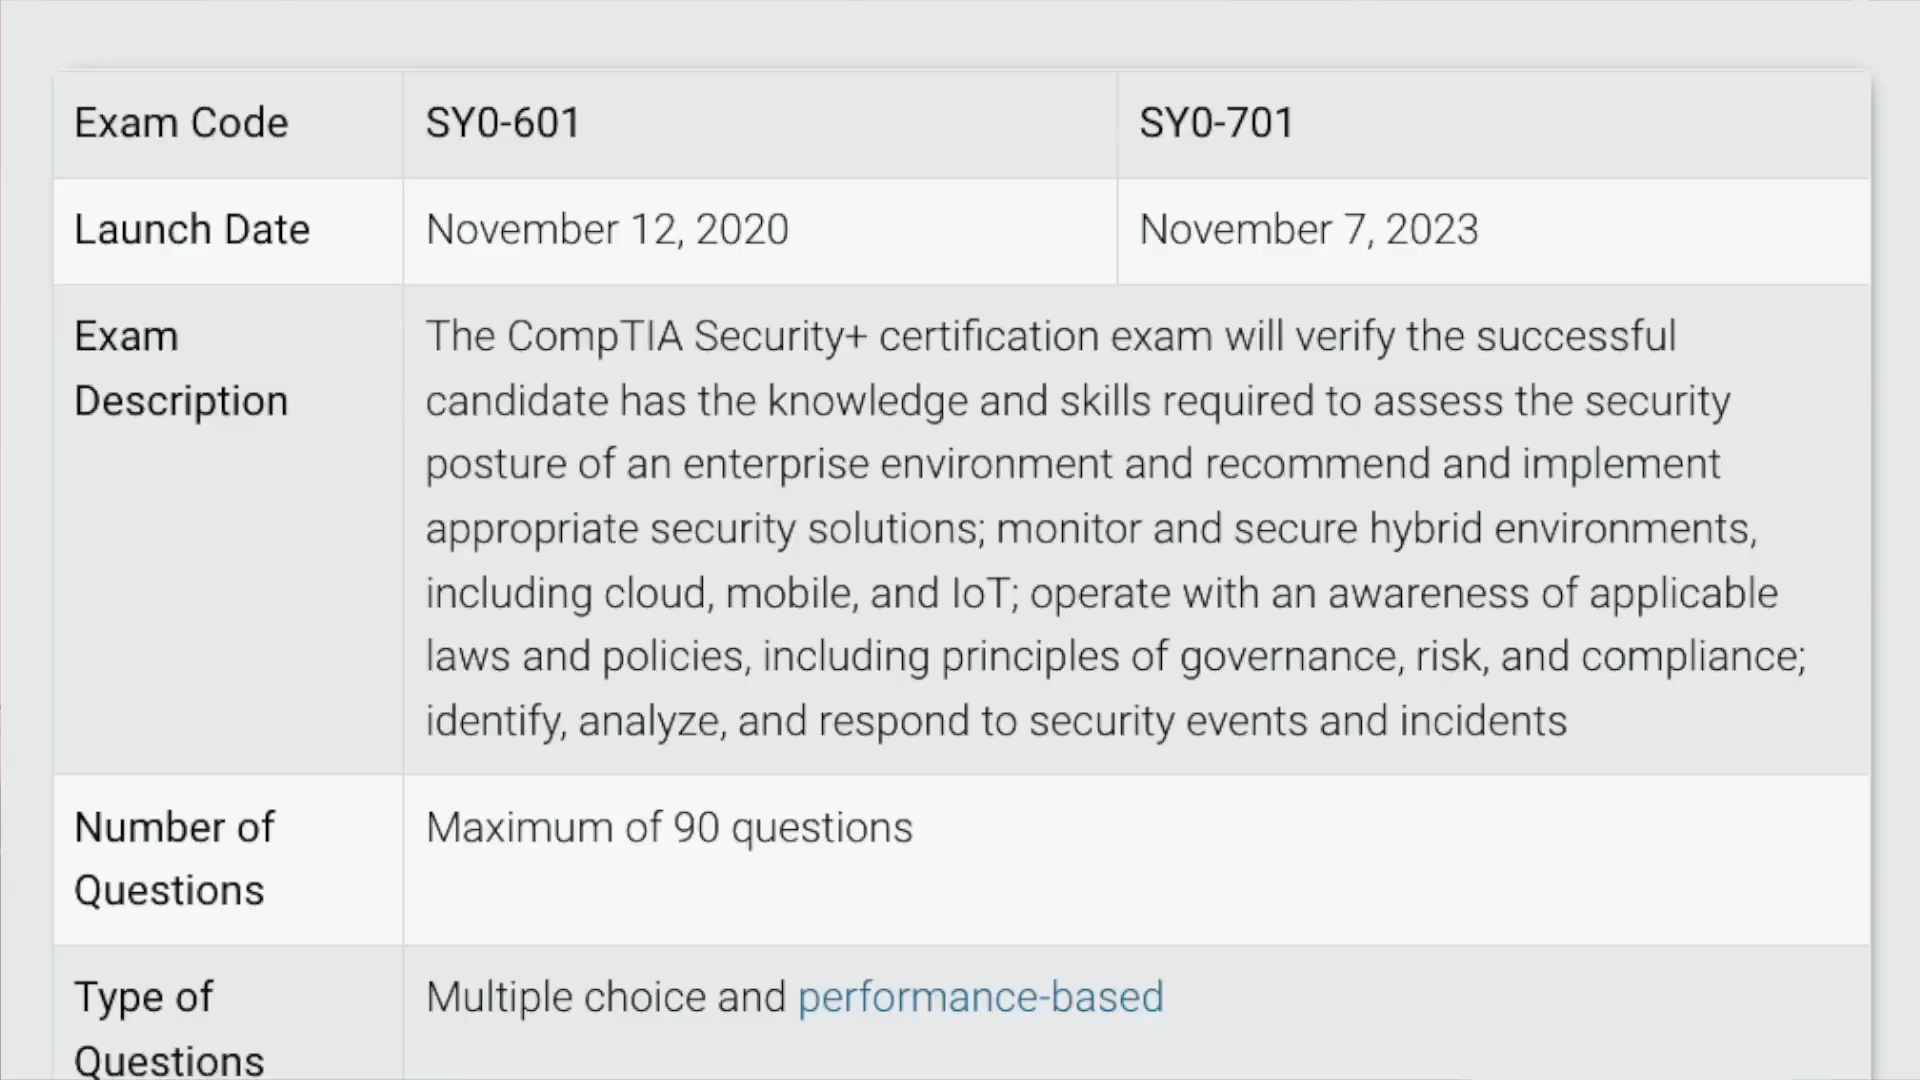 Exam Code
SY0-601
SY0-701
Launch Date
November 12, 2020
November 7, 2023
Exam
Description
The CompTIA Security+ certification exam will verify the successful
candidate has the knowledge and skills required to assess the security
posture of an enterprise environment and recommend and implement
appropriate security solutions; monitor and secure hybrid environments,
including cloud, mobile, and IoT; operate with an awareness of applicable
laws and policies, including principles of governance, risk, and compliance;
identify, analyze, and respond to security events and incidents
Number of
Questions
Maximum of 90 questions
Type of
Questions
Multiple choice and performance-based